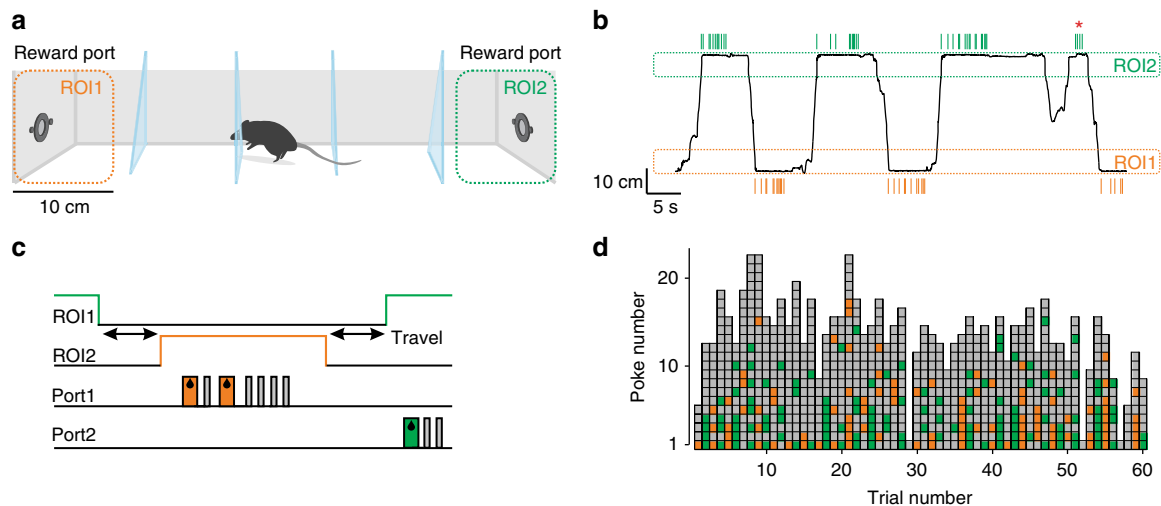 a
Reward port
Reward port
ROI1
ROI2
10 cm
b
*
ROI2
ROI1
10 cm
5 s
c
ROI1
Travel
ROI2
Port1
Port2
d
Poke number
20
10
1
10 20 30 40 50 60
Trial number